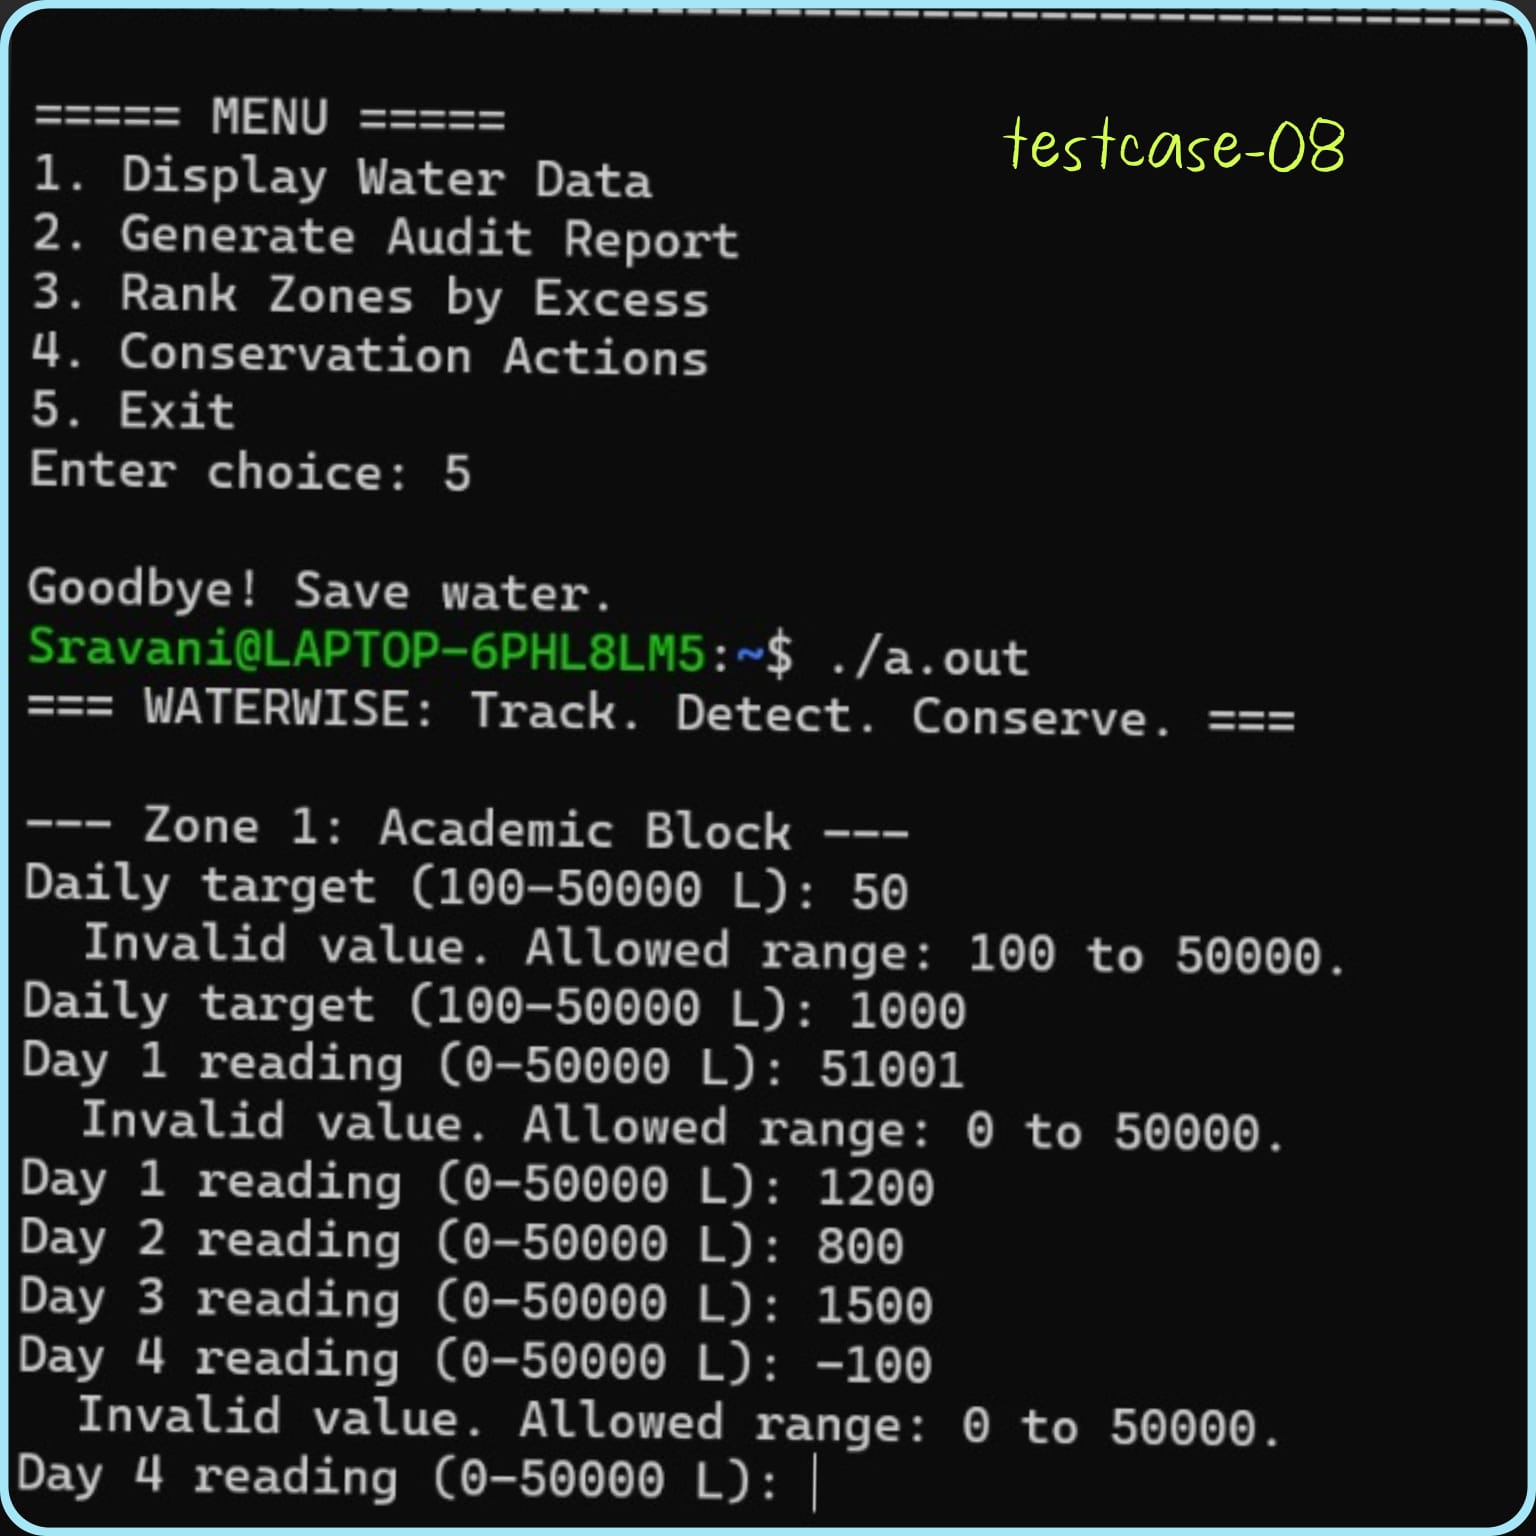 ===== MENU =====
testcase-08
1. Display Water Data
2. Generate Audit Report
3. Rank Zones by Excess
4. Conservation Actions
5. Exit
Enter choice: 5
Goodbye! Save water.
Sravani@LAPTOP-6PHL8LM5:~$ ./a.out
=== WATERWISE: Track. Detect. Conserve. ===
--- Zone 1: Academic Block ---
Daily target (100-50000 L): 50
Invalid value. Allowed range: 100 to 50000.
Daily target (100-50000 L): 1000
Day 1 reading (0-50000 L): 51001
Invalid value. Allowed range: 0 to 50000.
Day 1 reading (0-50000 L): 1200
Day 2 reading (0-50000 L): 800
Day 3 reading (0-50000 L): 1500
Day 4 reading (0-50000 L): -100
Invalid value. Allowed range: 0 to 50000.
Day 4 reading (0-50000 L):